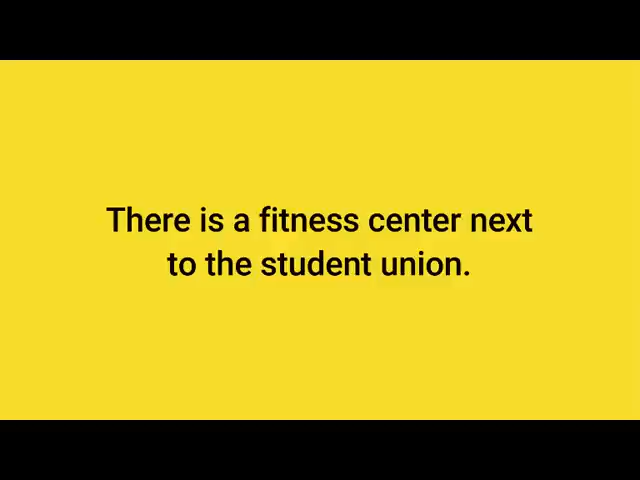 There is a fitness center next
to the student union.